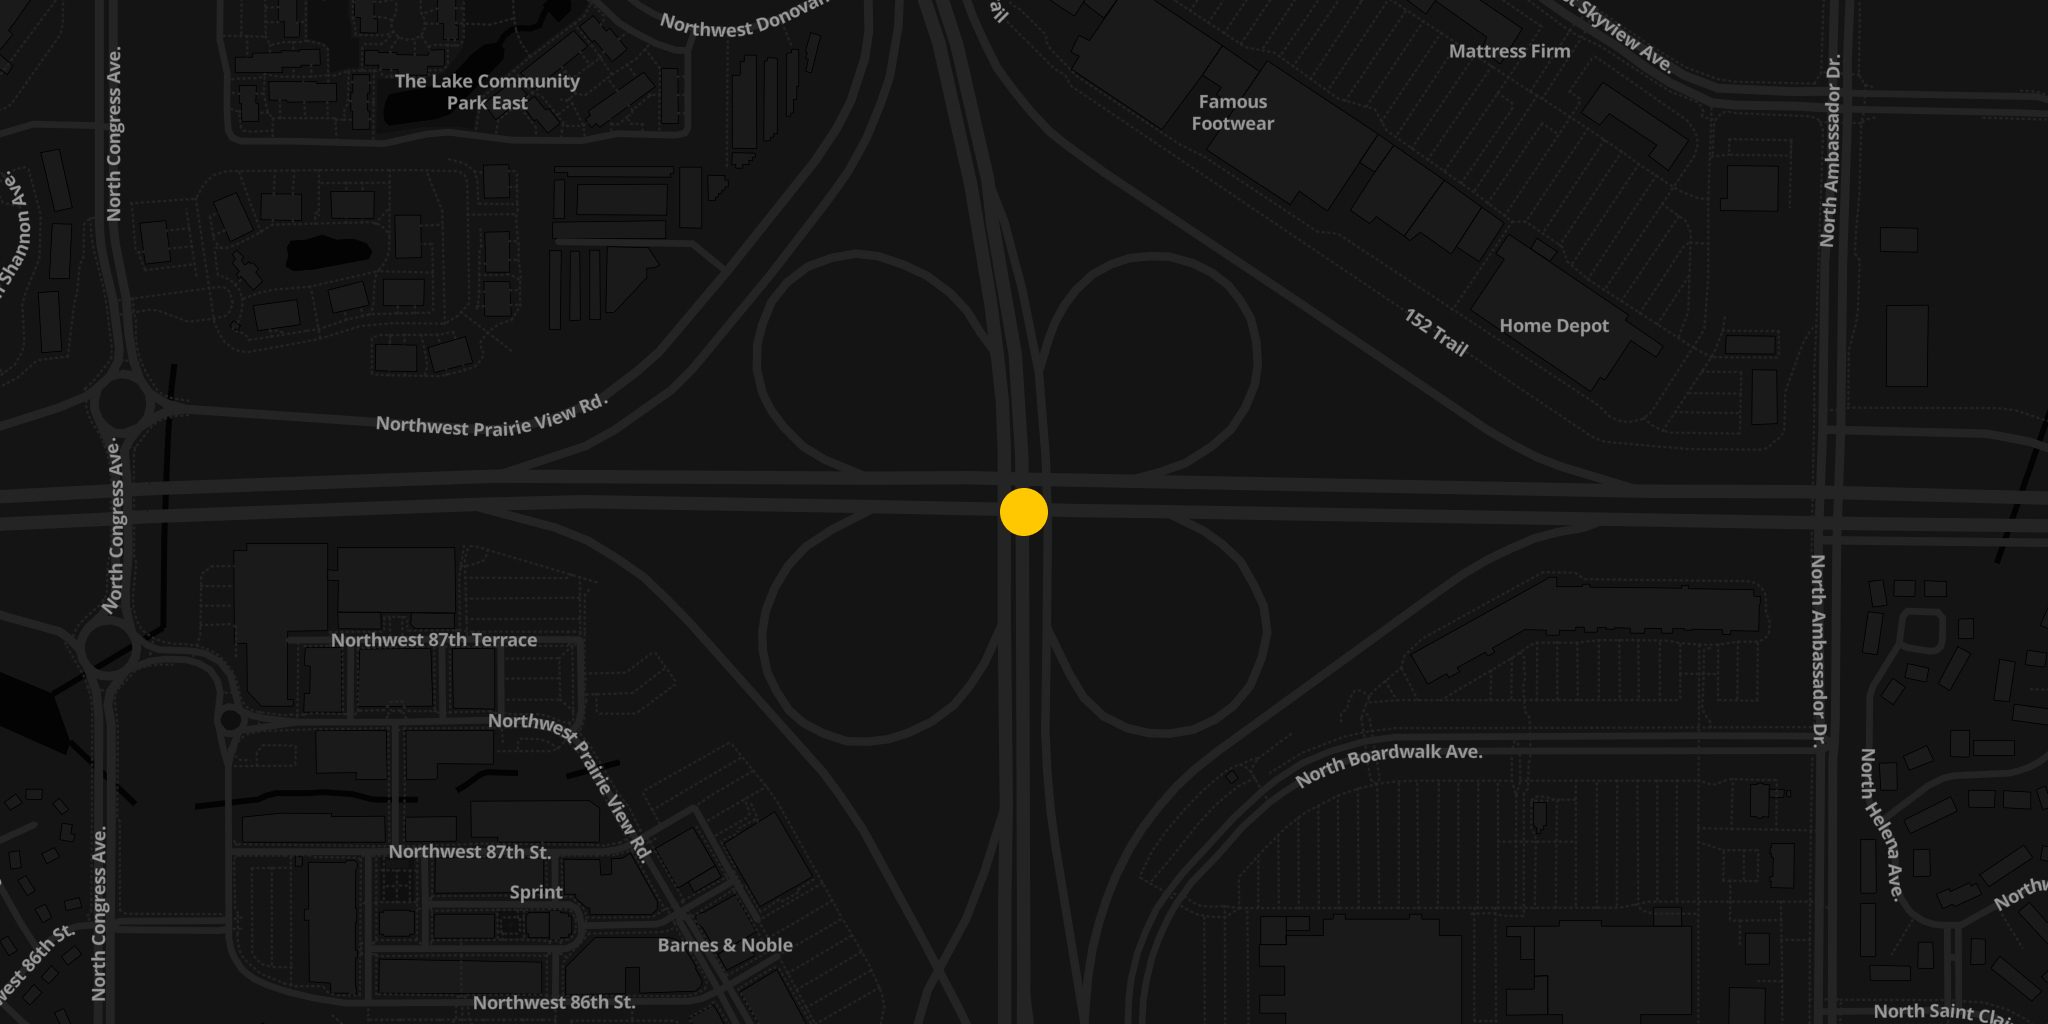 Northwest Donovan
ail
st Skyview Ave.
Mattress Firm
North Congress Ave.
The Lake Community
Park East
Famous
Footwear
North Ambassador Dr.
Shannon Ave.
152 Trail
Home Depot
Northwest Prairie View Rd.
North Congress Ave.
Northwest 87th Terrace
North Ambassador Dr.
Northwest Prairie View Rd.
North Boardwalk Ave.
North Helena Ave.
Northwest 87th St.
Sprint
Northw
North Congress Ave.
Barnes & Noble
west 86th St.
Northwest 86th St.
North Saint Clai